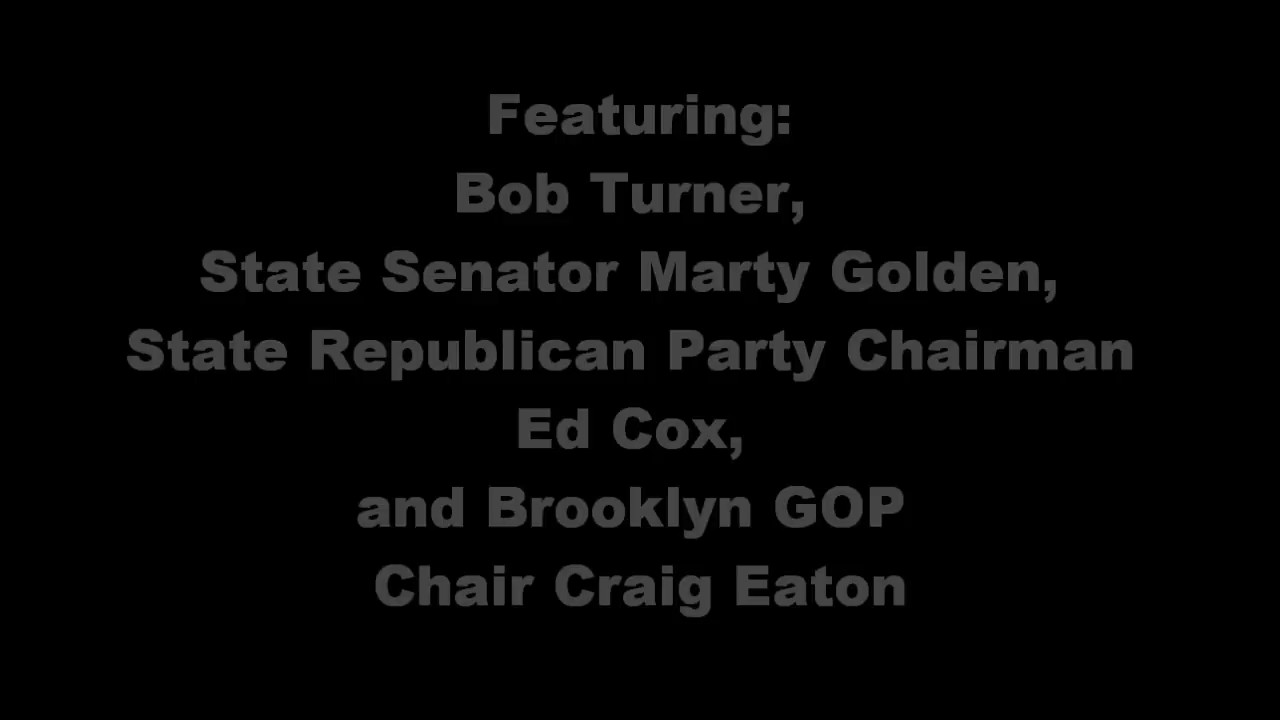 Featuring:
Bob Turner,
State Senator Marty Golden,
State Republican Party Chairman
Ed Cox,
and Brooklyn GOP
Chair Craig Eaton